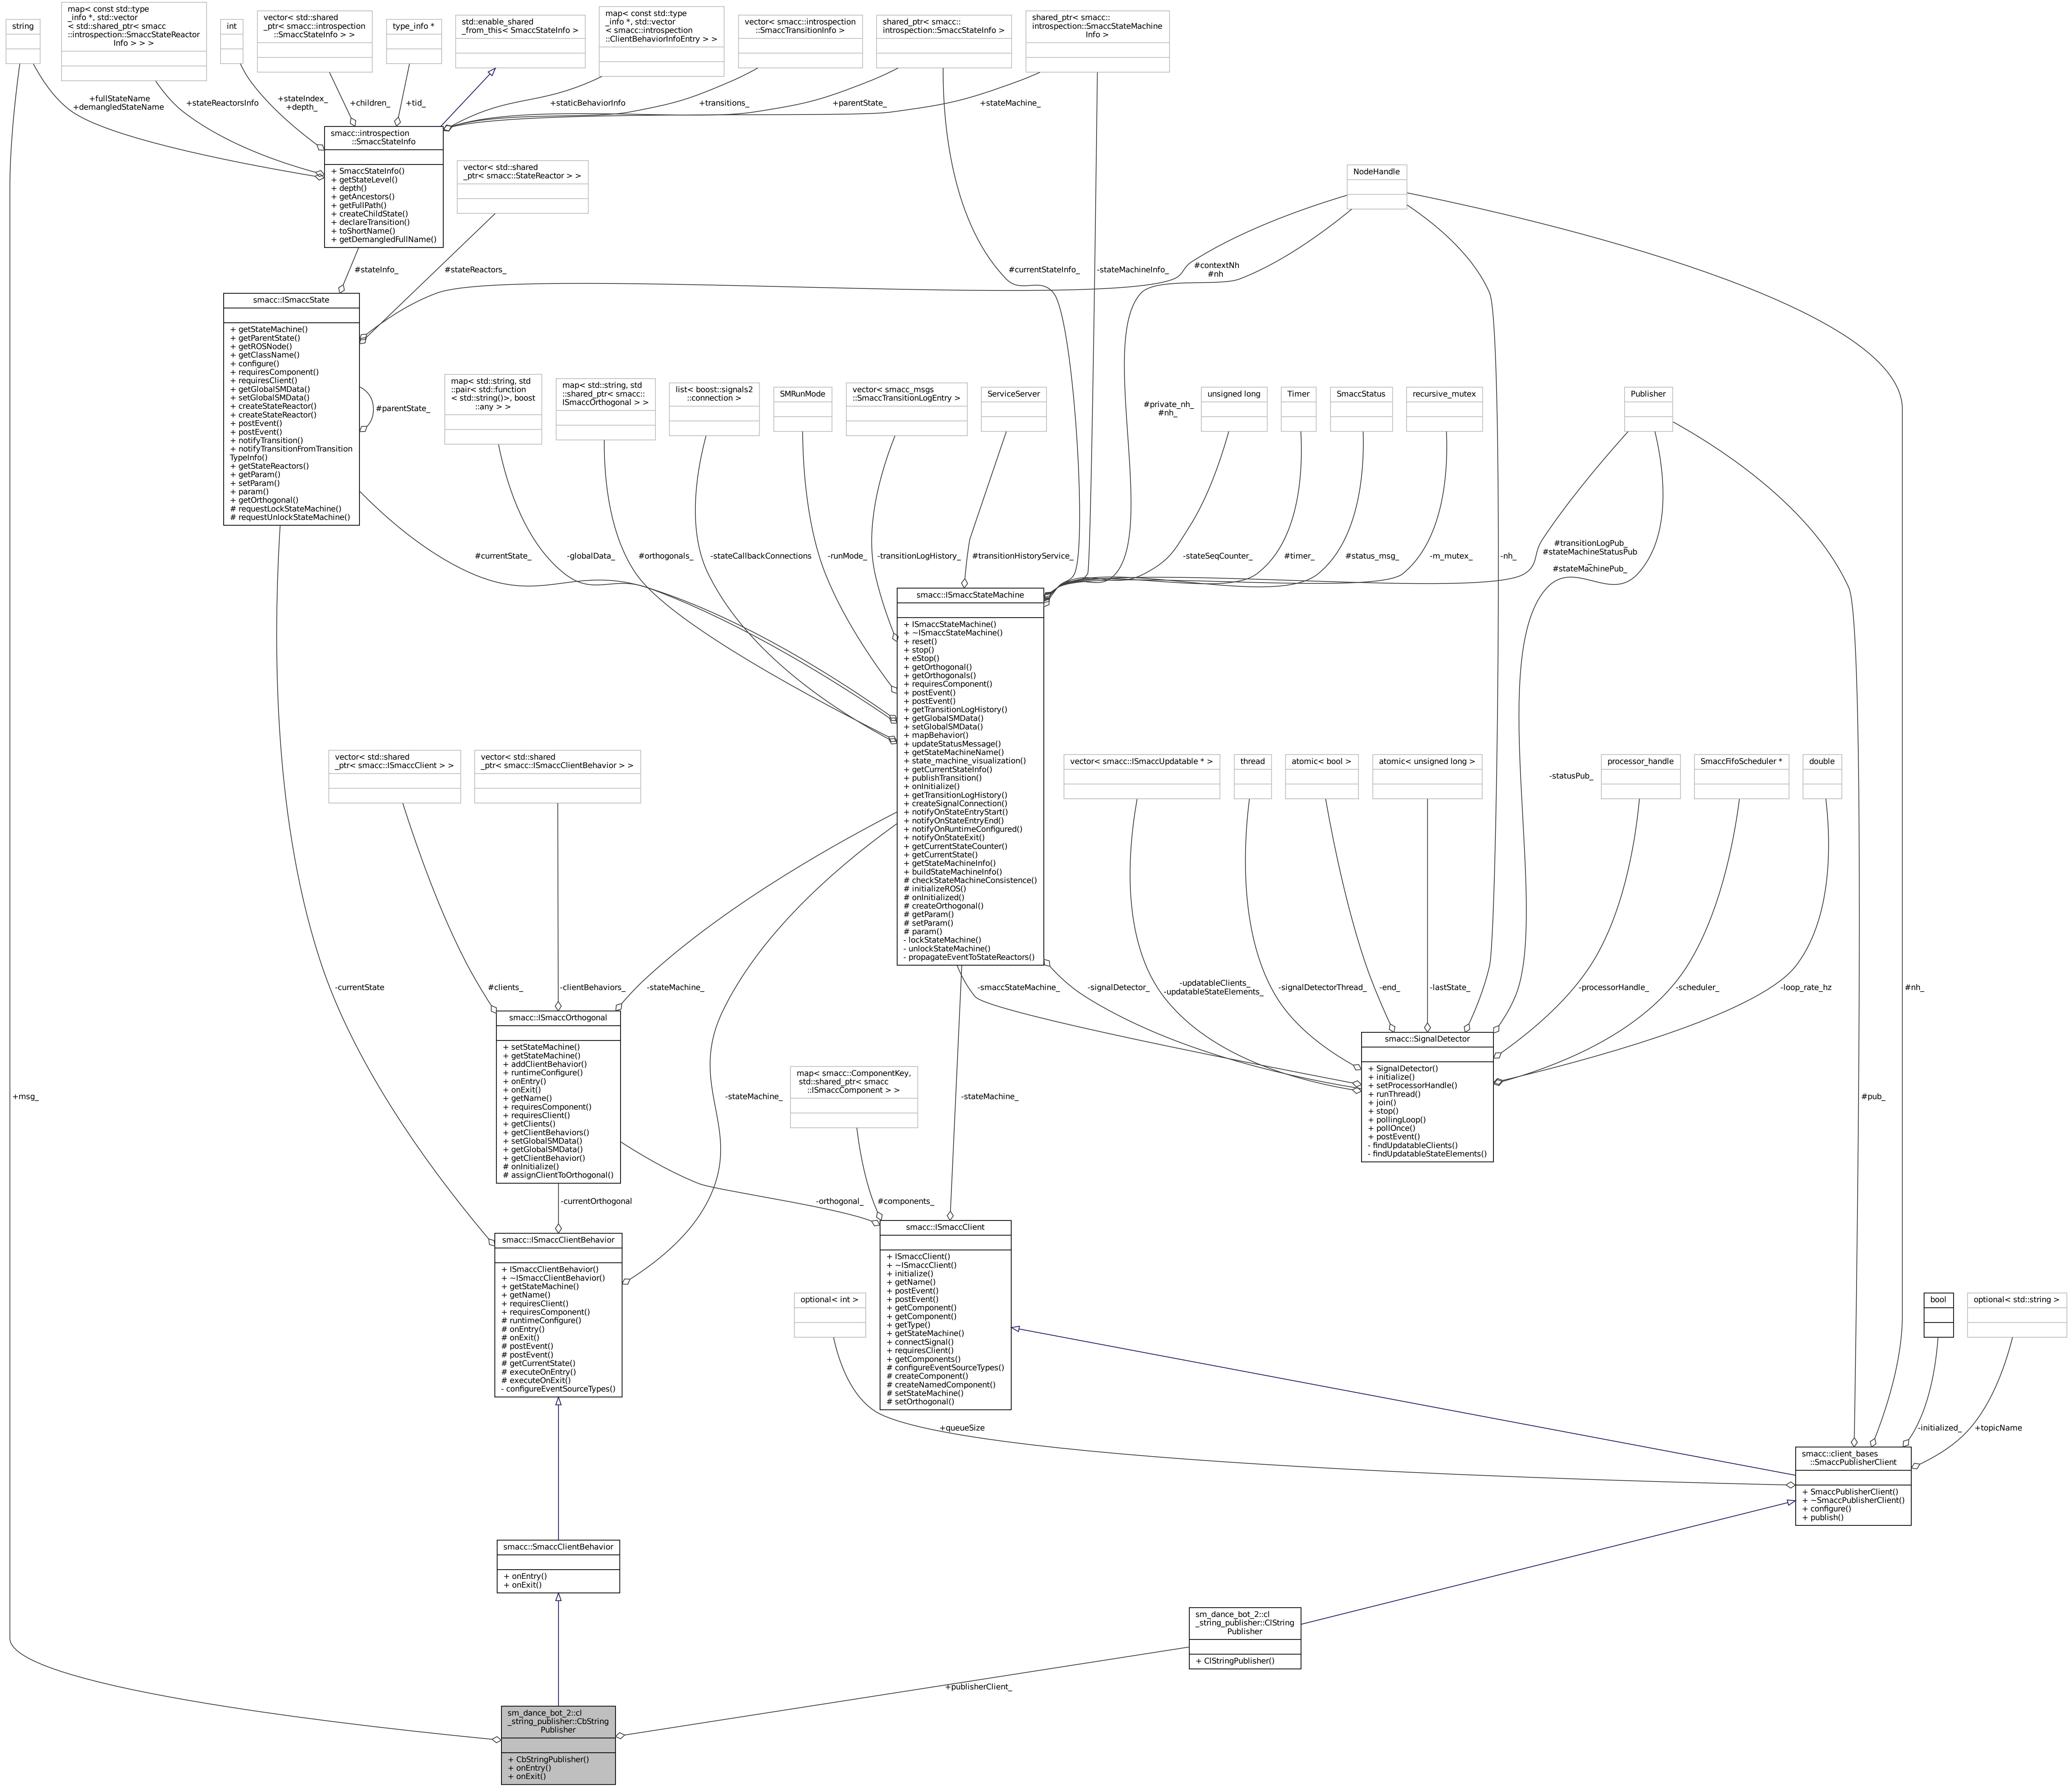 string
map< const std::type
_info *, std::vector
< std::shared_ptr< smacc
::introspection::SmaccStateReactor
Info > > >
int
vector< std::shared
_ptr< smacc::introspection
::SmaccStateInfo > >
type_info *
std::enable_shared
_from_this< SmaccStateInfo >
map< const std::type
_info *, std::vector
< smacc::introspection
::ClientBehaviorInfoEntry > >
vector< smacc::introspection
::SmaccTransitionInfo >
shared_ptr< smacc::
introspection::SmaccStateInfo >
shared_ptr< smacc::
introspection::SmaccStateMachine
Info >
+fullStateName
+demangledStateName
+stateReactorsInfo
+stateIndex_
+depth_
+children_
+tid_
+staticBehaviorInfo
+transitions_
+parentState_
+stateMachine_
smacc::introspection
::SmaccStateInfo
+ SmaccStateInfo()
+ getStateLevel()
+ depth()
+ getAncestors()
+ getFullPath()
+ createChildState()
+ declareTransition()
+ toShortName()
+ getDemangledFullName()
vector< std::shared
_ptr< smacc::StateReactor > >
NodeHandle
#stateInfo_
#stateReactors_
#currentStateInfo_
-stateMachineInfo_
#contextNh
#nh
smacc::ISmaccState
+ getStateMachine()
+ getParentState()
+ getROSNode()
+ getClassName()
+ configure()
+ requiresComponent()
+ requiresClient()
+ getGlobalSMData()
+ setGlobalSMData()
+ createStateReactor()
+ createStateReactor()
+ postEvent()
+ postEvent()
+ notifyTransition()
+ notifyTransitionFromTransition
TypeInfo()
+ getStateReactors()
+ getParam()
+ setParam()
+ param()
+ getOrthogonal()
# requestLockStateMachine()
# requestUnlockStateMachine()
#parentState_
map< std::string, std
::pair< std::function
< std::string()>, boost
::any > >
map< std::string, std
::shared_ptr< smacc::
ISmaccOrthogonal > >
list< boost::signals2
::connection >
SMRunMode
vector< smacc_msgs
::SmaccTransitionLogEntry >
ServiceServer
#private_nh_
#nh_
unsigned long
Timer
SmaccStatus
recursive_mutex
Publisher
#currentState_
-globalData_
#orthogonals_
-stateCallbackConnections
-runMode_
-transitionLogHistory_
#transitionHistoryService_
-stateSeqCounter_
#timer_
#status_msg_
-m_mutex_
-nh_
#transitionLogPub_
#stateMachineStatusPub
_
#stateMachinePub_
smacc::ISmaccStateMachine
+ ISmaccStateMachine()
+ ~ISmaccStateMachine()
+ reset()
+ stop()
+ eStop()
+ getOrthogonal()
+ getOrthogonals()
+ requiresComponent()
+ postEvent()
+ postEvent()
+ getTransitionLogHistory()
+ getGlobalSMData()
+ setGlobalSMData()
+ mapBehavior()
+ updateStatusMessage()
+ getStateMachineName()
+ state_machine_visualization()
+ getCurrentStateInfo()
+ publishTransition()
+ onInitialize()
+ getTransitionLogHistory()
+ createSignalConnection()
+ notifyOnStateEntryStart()
+ notifyOnStateEntryEnd()
+ notifyOnRuntimeConfigured()
+ notifyOnStateExit()
+ getCurrentStateCounter()
+ getCurrentState()
+ getStateMachineInfo()
+ buildStateMachineInfo()
# checkStateMachineConsistence()
# initializeROS()
# onInitialized()
# createOrthogonal()
# getParam()
# setParam()
# param()
- lockStateMachine()
- unlockStateMachine()
- propagateEventToStateReactors()
vector< std::shared
_ptr< smacc::ISmaccClient > >
vector< std::shared
_ptr< smacc::ISmaccClientBehavior > >
vector< smacc::ISmaccUpdatable * >
thread
atomic< bool >
atomic< unsigned long >
-statusPub_
processor_handle
SmaccFifoScheduler *
double
-currentState
#clients_
-clientBehaviors_
-stateMachine_
-smaccStateMachine_
-signalDetector_
-updatableClients_
-updatableStateElements_
-signalDetectorThread_
-end_
-lastState_
-processorHandle_
-scheduler_
-loop_rate_hz
#nh_
smacc::ISmaccOrthogonal
+ setStateMachine()
+ getStateMachine()
+ addClientBehavior()
+ runtimeConfigure()
+ onEntry()
+ onExit()
+ getName()
+ requiresComponent()
+ requiresClient()
+ getClients()
+ getClientBehaviors()
+ setGlobalSMData()
+ getGlobalSMData()
+ getClientBehavior()
# onInitialize()
# assignClientToOrthogonal()
smacc::SignalDetector
+ SignalDetector()
+ initialize()
+ setProcessorHandle()
+ runThread()
+ join()
+ stop()
+ pollingLoop()
+ pollOnce()
+ postEvent()
- findUpdatableClients()
- findUpdatableStateElements()
+msg_
-stateMachine_
map< smacc::ComponentKey,
std::shared_ptr< smacc
::ISmaccComponent > >
-stateMachine_
#pub_
-currentOrthogonal
-orthogonal_
#components_
smacc::ISmaccClientBehavior
+ ISmaccClientBehavior()
+ ~ISmaccClientBehavior()
+ getStateMachine()
+ getName()
+ requiresClient()
+ requiresComponent()
# runtimeConfigure()
# onEntry()
# onExit()
# postEvent()
# postEvent()
# getCurrentState()
# executeOnEntry()
# executeOnExit()
- configureEventSourceTypes()
optional< int >
smacc::ISmaccClient
+ ISmaccClient()
+ ~ISmaccClient()
+ initialize()
+ getName()
+ postEvent()
+ postEvent()
+ getComponent()
+ getComponent()
+ getType()
+ getStateMachine()
+ connectSignal()
+ requiresClient()
+ getComponents()
# configureEventSourceTypes()
# createComponent()
# createNamedComponent()
# setStateMachine()
# setOrthogonal()
bool
optional< std::string >
+queueSize
-initialized_
+topicName
smacc::client_bases
::SmaccPublisherClient
+ SmaccPublisherClient()
+ ~SmaccPublisherClient()
+ configure()
+ publish()
smacc::SmaccClientBehavior
+ onEntry()
+ onExit()
sm_dance_bot_2::cl
_string_publisher::ClString
Publisher
+ ClStringPublisher()
+publisherClient_
sm_dance_bot_2::cl
_string_publisher::CbString
Publisher
+ CbStringPublisher()
+ onEntry()
+ onExit()